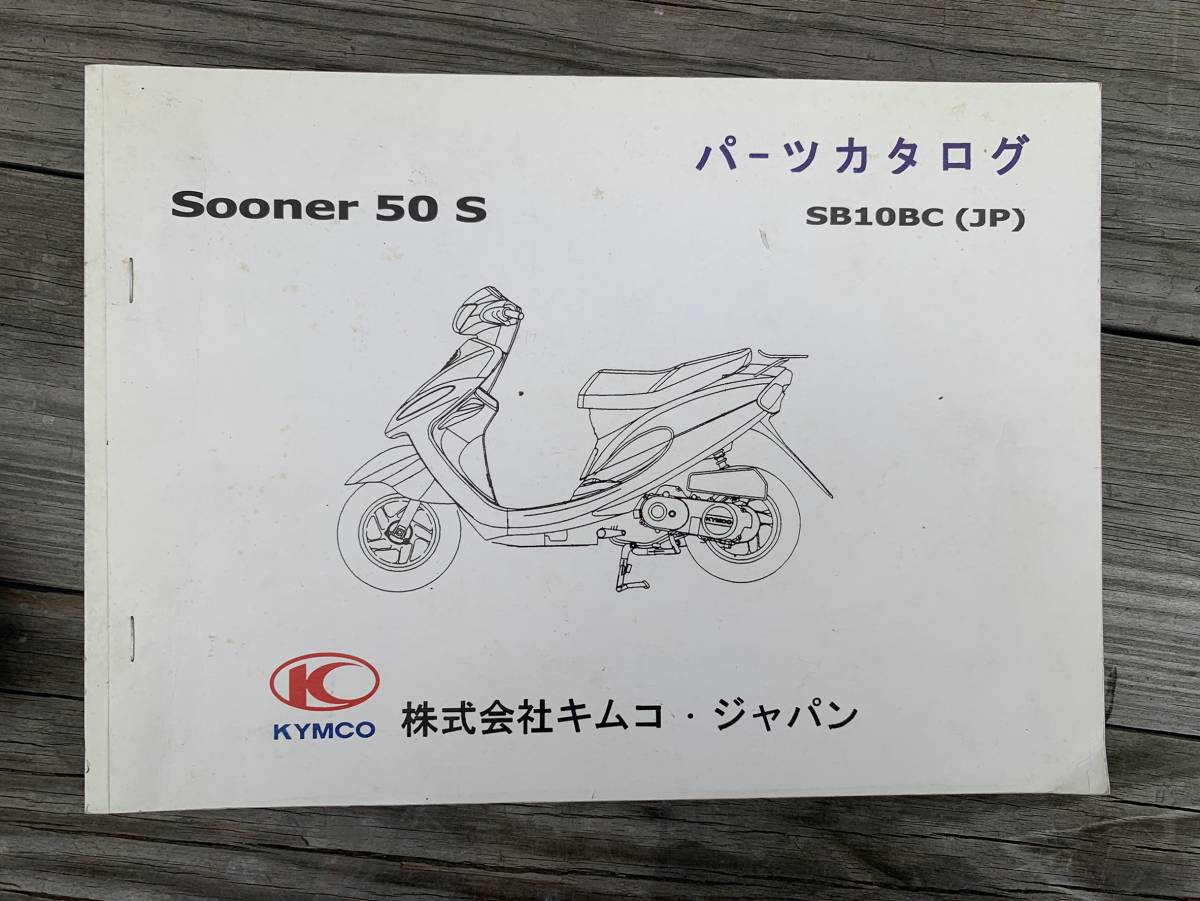 パーツカタログ
Sooner 50 S
SB10BC (JP)
KYMCO
KYMCO
株式会社キムコ・ジャパン